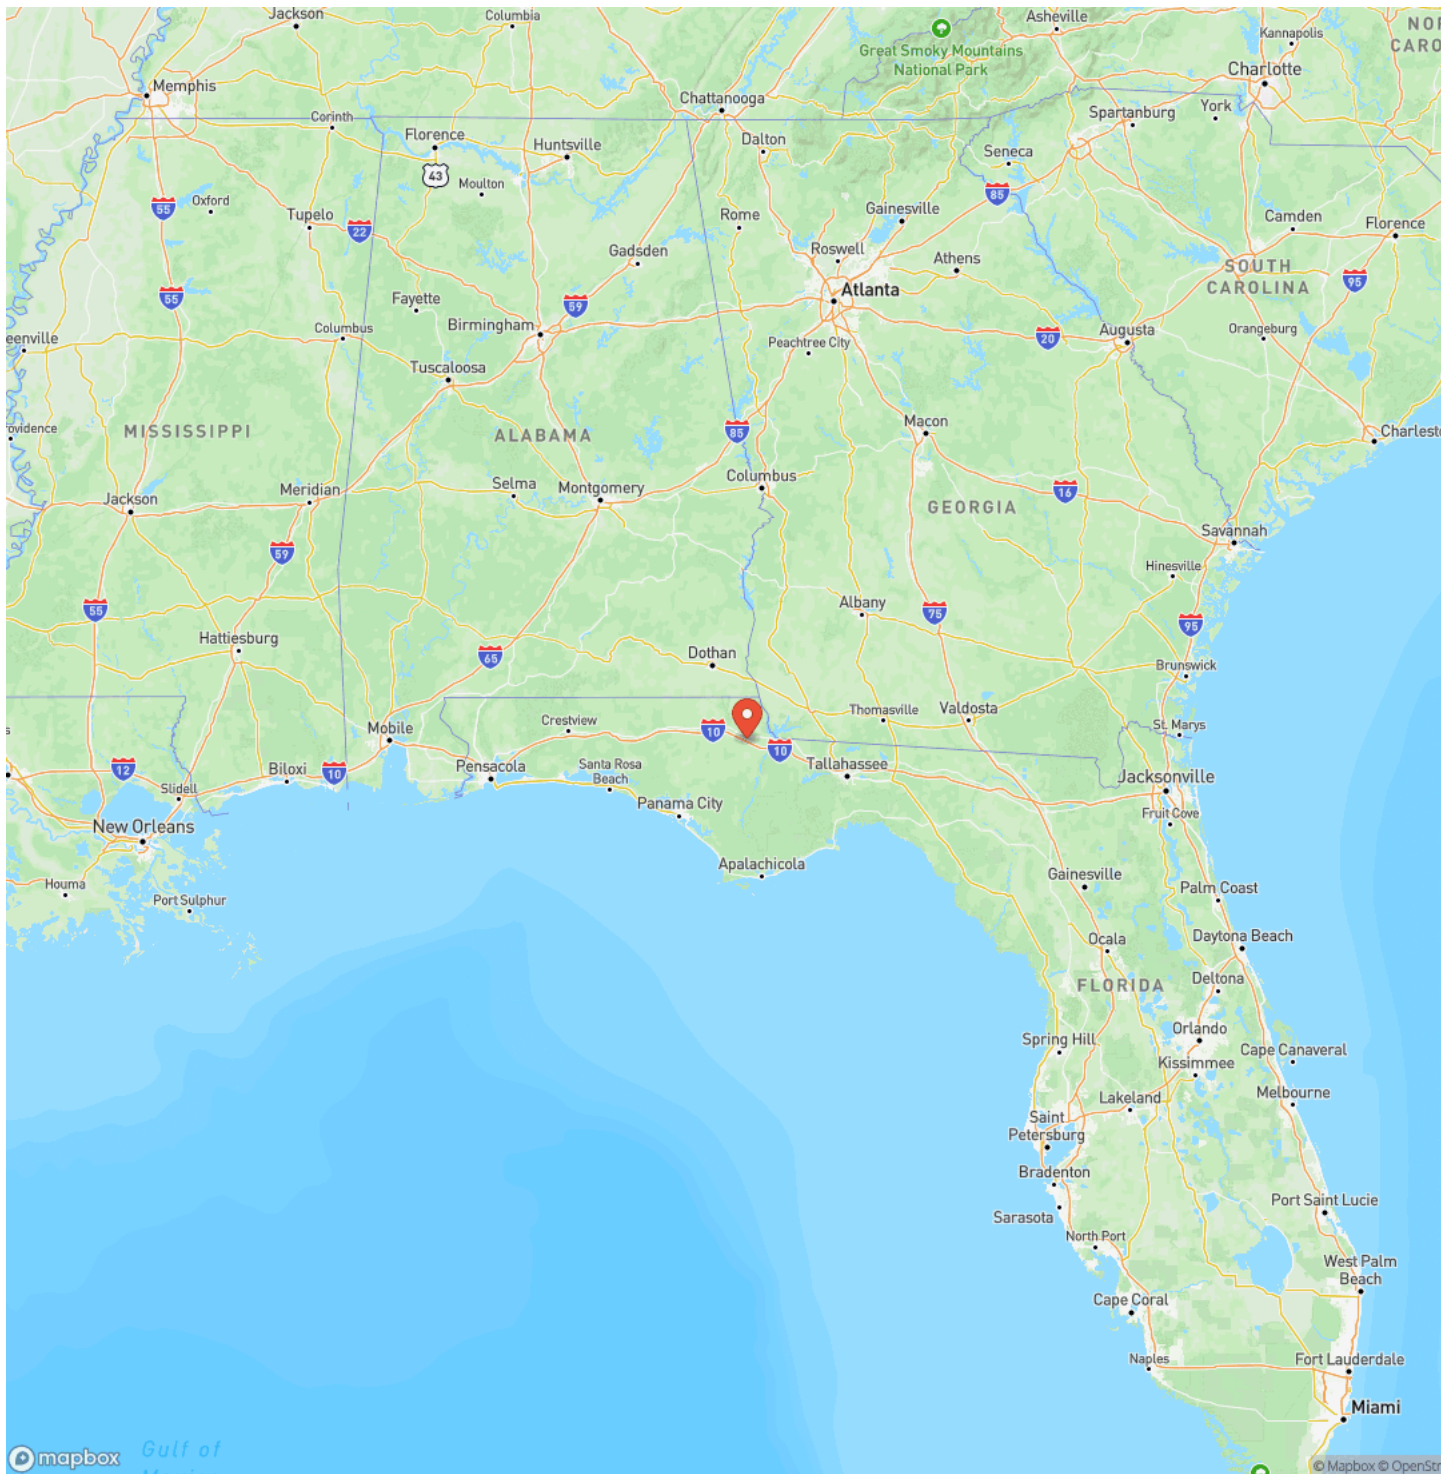 Jackson
Columbia
Asheville
Great Smoky Mountains
National Park
Kannapolis
Charlotte
Memphis
Chattanooga
Spartanburg
York
Corinth
Florence
Huntsville
Dalton
Seneca
43
Moulton
85
55
Oxford
Tupelo
22
Rome
Gainesville
Camden
Florence
Gadsden
Roswell
Athens
SOUTH
CAROLINA
95
55
Fayette
59
Atlanta
Columbus
Birmingham
Peachtree City
20
Augusta
Orangeburg
eenville
Tuscaloosa
MISSISSIPPI
ALABAMA
85
Macon
Charlest
ovidence
Jackson
Meridian
Selma
Montgomery
Columbus
GEORGIA
16
Savannah
59
Hinesville
55
Albany
75
95
Hattiesburg
65
Dothan
Brunswick
Mobile
Crestview
10
10
Thomasville
Valdosta
St. Marys
12
Biloxi
10
Pensacola
Santa Rosa
Beach
Tallahassee
Jacksonville
Slidell
Panama City
Fruit Cove
New Orleans
Apalachicola
Gainesville
Palm Coast
Houma
Port Sulphur
Ocala
Daytona Beach
FLORIDA
Deltona
Spring Hill
Orlando
Cape Canaveral
Kissimmee
Lakeland
Melbourne
Saint
Petersburg
Bradenton
Sarasota
Port Saint Lucie
North Port
West Palm
Beach
Cape Coral
Naples
Fort Lauderdale
Miami
Gulf of
mapbox
© Mapbox © OpenStr